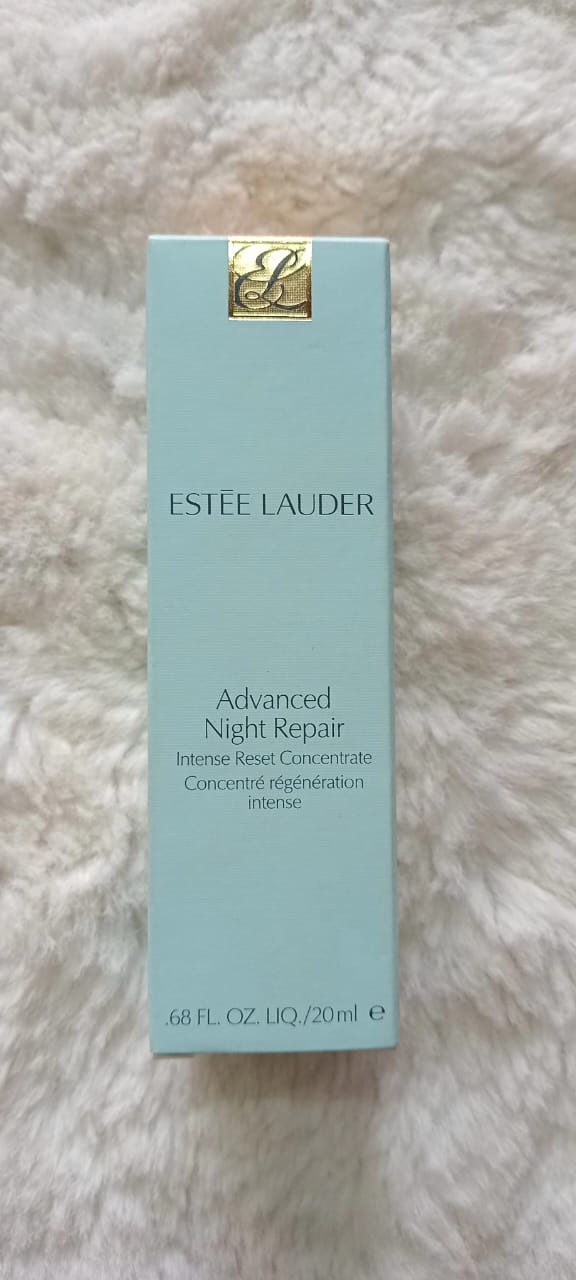 EL
ESTĒE LAUDER
Advanced
Night Repair
Intense Reset Concentrate
Concentré régénération
intense
.68 FL. OZ. LIQ./20ml ℮